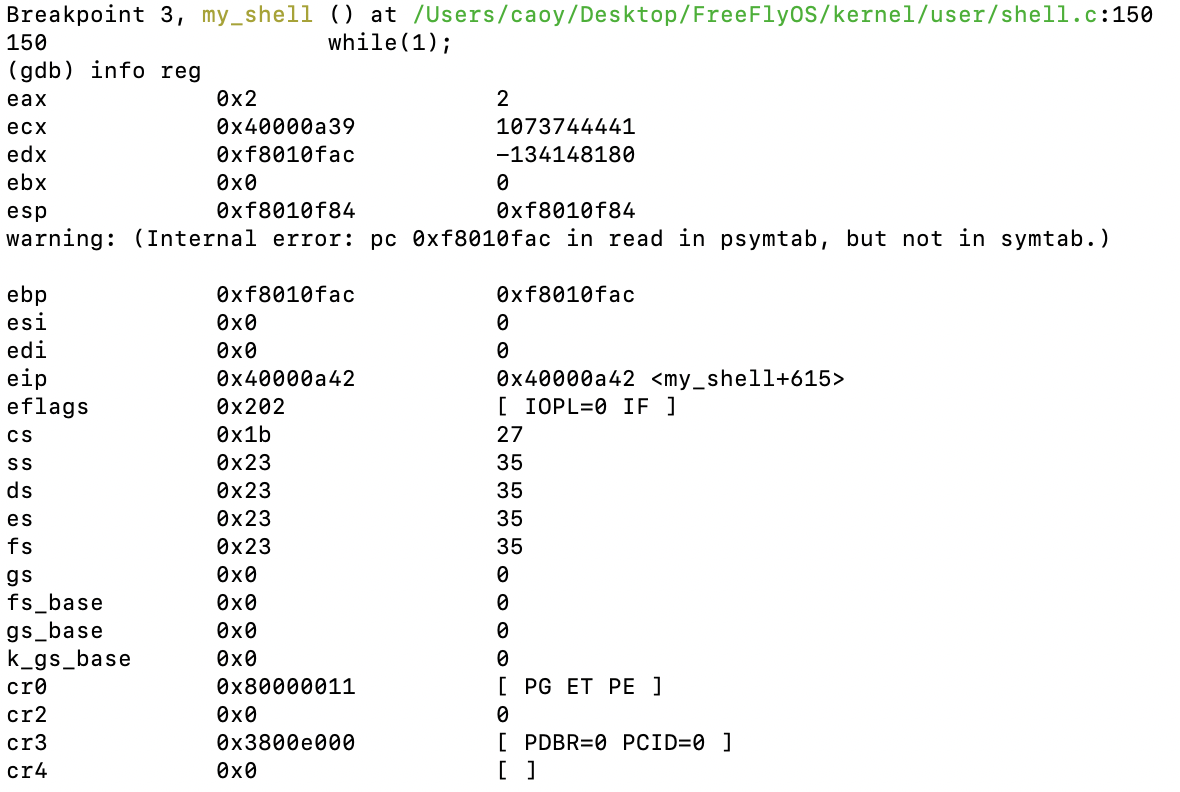 Breakpoint 3, my_shell () at /Users/caoy/Desktop/FreeFlyOS/kernel/user/shell.c:150
150                    while(1);
(gdb) info reg
eax            0x2                 2
ecx            0x40000a39          1073744441
edx            0xf8010fac          -134148180
ebx            0x0                 0
esp            0xf8010f84          0xf8010f84
warning: (Internal error: pc 0xf8010fac in read in psymtab, but not in symtab.)
ebp            0xf8010fac          0xf8010fac
esi            0x0                 0
edi            0x0                 0
eip            0x40000a42          0x40000a42 <my_shell+615>
eflags         0x202               [ IOPL=0 IF ]
cs             0x1b                27
ss             0x23                35
ds             0x23                35
es             0x23                35
fs             0x23                35
gs             0x0                 0
fs_base        0x0                 0
gs_base        0x0                 0
k_gs_base      0x0                 0
cr0            0x80000011          [ PG ET PE ]
cr2            0x0                 0
cr3            0x3800e000          [ PDBR=0 PCID=0 ]
cr4            0x0                 [ ]